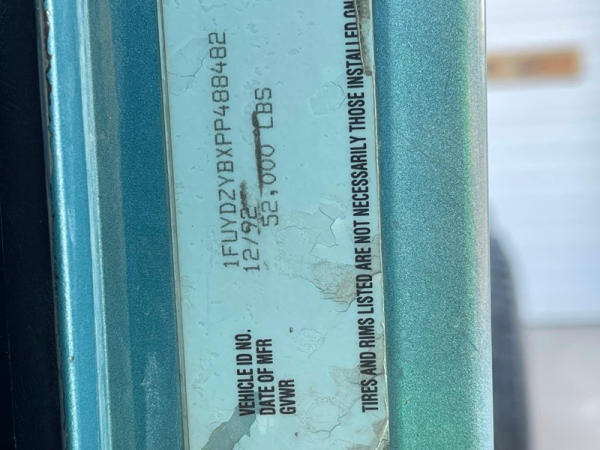 VEHICLE ID NO. 1FUYDZYBXPP488482
DATE OF MFR 12/92
GVWR 52,000 LBS
TIRES AND RIMS LISTED ARE NOT NECESSARILY THOSE INSTALLED ON